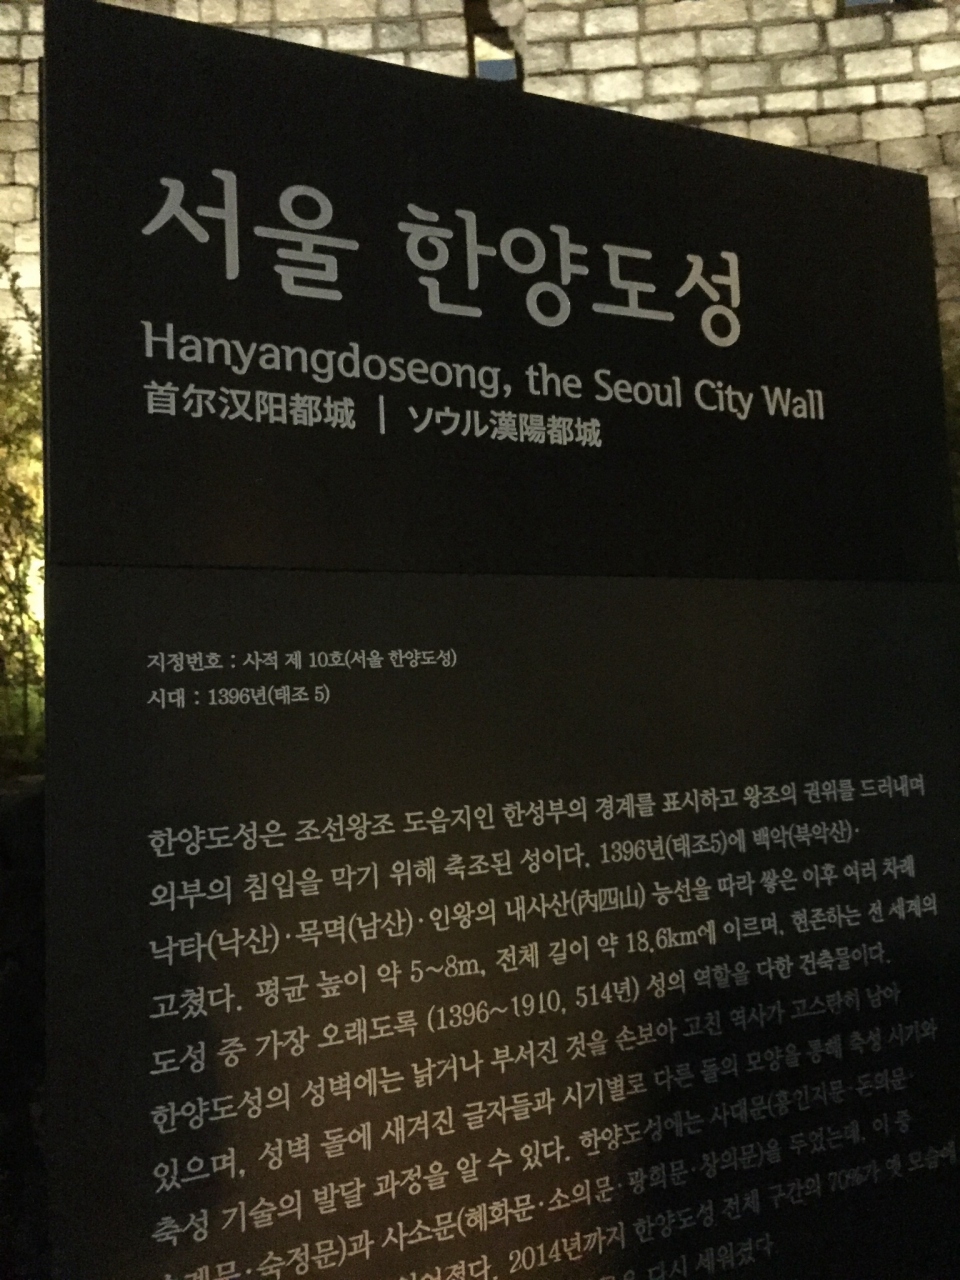 서울 한양도성
Hanyangdoseong, the Seoul City Wall
首尔汉阳都城 | ソウル漢陽都城
지정번호 : 사적 제 10호(서울 한양도성)
시대 : 1396년(태조 5)
한양도성은 조선왕조 도읍지인 한성부의 경계를 표시하고 왕조의 권위를 드러내며
외부의 침입을 막기 위해 축조된 성이다. 1396년(태조5)에 백악(북악산)·
낙타(낙산)·목멱(남산)·인왕의 내사산(內四山) 능선을 따라 쌓은 이후 여러 차례
고쳤다. 평균 높이 약 5~8m, 전체 길이 약 18.6km에 이르며, 현존하는 전 세계의
도성 중 가장 오래도록 (1396~1910, 514년) 성의 역할을 다한 건축물이다.
한양도성의 성벽에는 낡거나 부서진 것을 손보아 고친 역사가 고스란히 남아
있으며, 성벽 돌에 새겨진 글자들과 시기별로 다른 돌의 모양을 통해 축성 시기와
축성 기술의 발달 과정을 알 수 있다. 한양도성에는 사대문(흥인지문·돈의문·
숙정문)과 사소문(혜화문·소의문·광희문·창의문)을 두었는데, 이 중
2014년까지 한양도성 전체 구간의 70%가 옛 모습에
다시 세워졌다